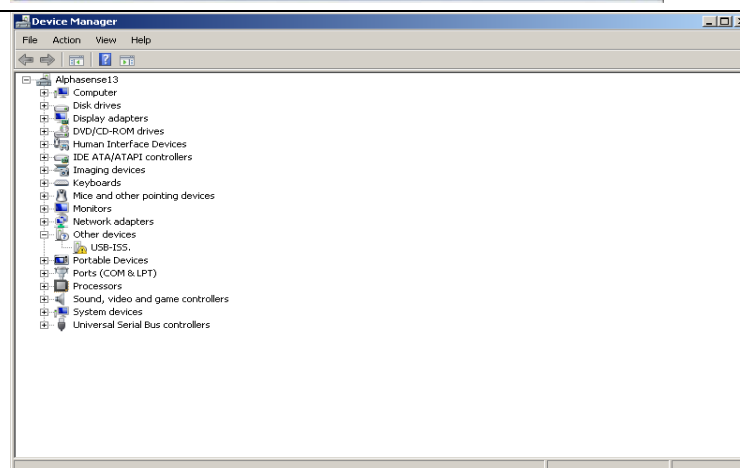 Device Manager
File Action View Help
Alphasense13
Computer
Disk drives
Display adapters
DVD/CD-ROM drives
Human Interface Devices
IDE ATA/ATAPI controllers
Imaging devices
Keyboards
Mice and other pointing devices
Monitors
Network adapters
Other devices
USB-ISS.
Portable Devices
Ports (COM & LPT)
Processors
Sound, video and game controllers
System devices
Universal Serial Bus controllers